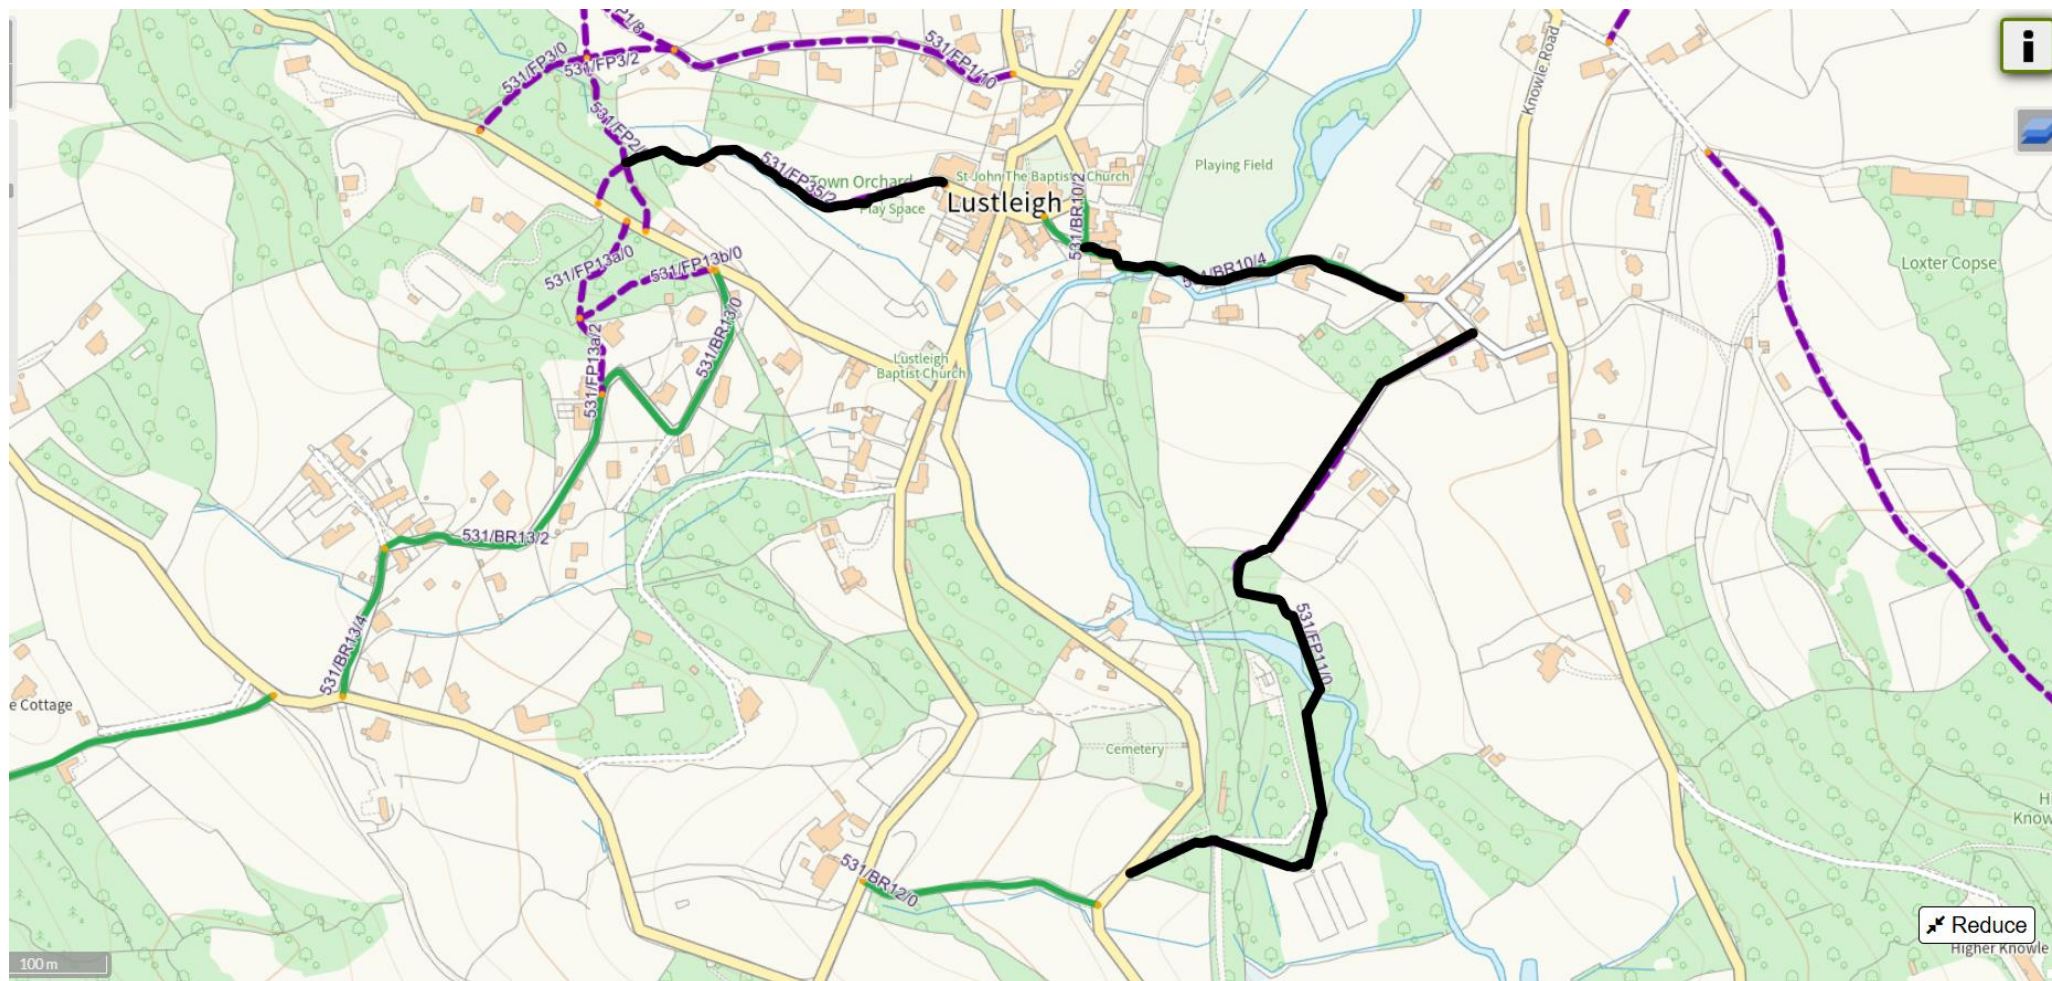 531/FP3/0
531/FP3/2
531/FP1/10
531/FP2/
Knowle Road
531/FP35/2
Town Orchard
Play Space
St John The Baptist Church
Lustleigh
531/BR10/2
Playing Field
531/BR10/4
Loxter Copse
531/FP13a/0
531/FP13b/0
531/BR13/0
531/FP13a/2
Lustleigh
Baptist Church
531/BR13/2
531/BR13/4
531/FP11/0
e Cottage
Cemetery
531/BR12/0
Know
Reduce
Higher Knowle
100 m
i